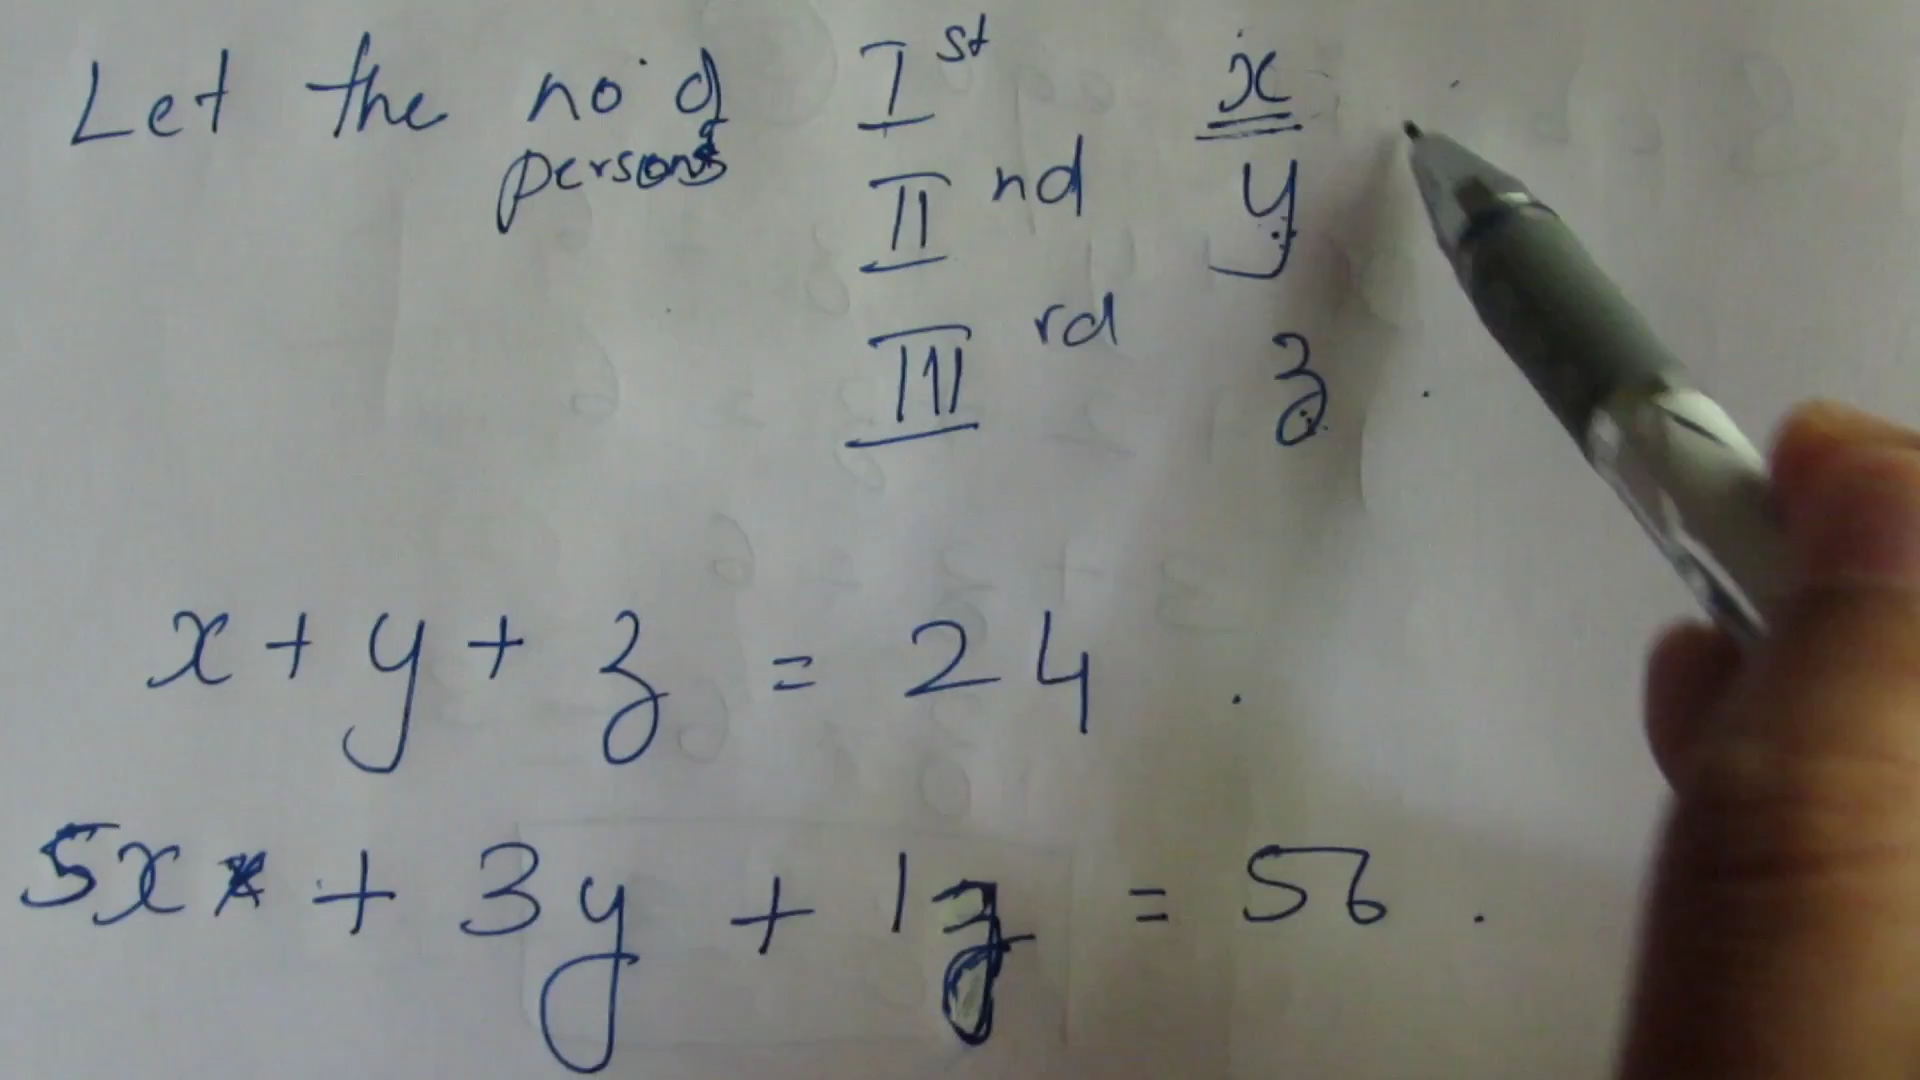 Let the no. of Ist x
persons IInd y
IIIrd z
x + y + z = 24
5x + 3y + 1z = 56